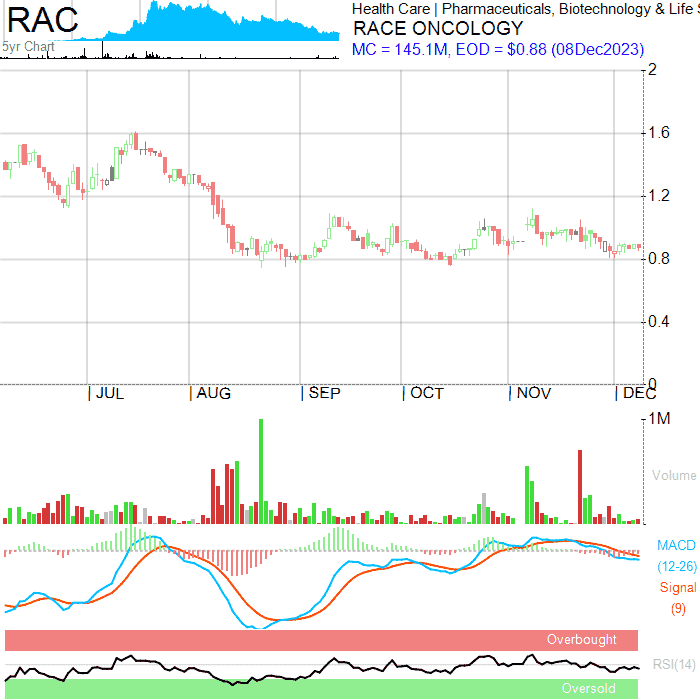 RAC
5yr Chart
Health Care | Pharmaceuticals, Biotechnology & Life S
RACE ONCOLOGY
MC = 145.1M, EOD = $0.88 (08Dec2023)
2
1.6
1.2
0.8
0.4
0
| JUL | AUG | SEP | OCT | NOV | DEC
1M
Volume
MACD
(12-26)
Signal
(9)
Overbought
RSI(14)
Oversold